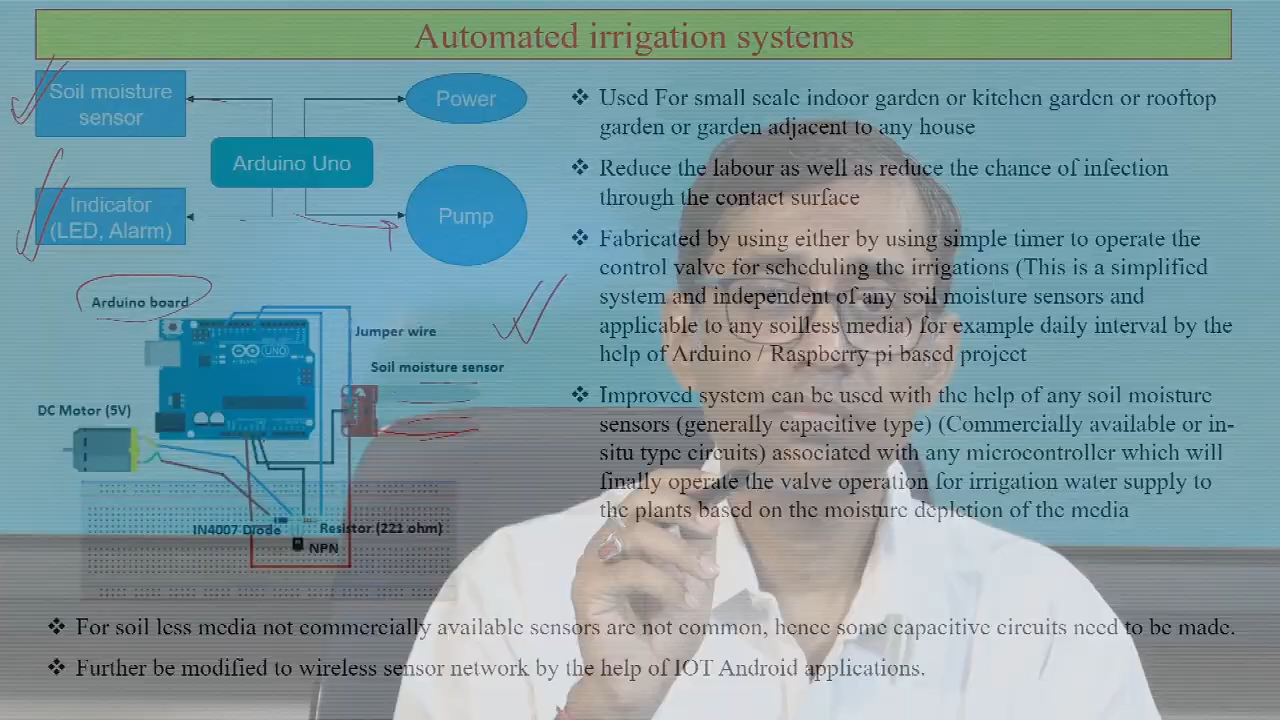 Automated irrigation systems
Soil moisture
sensor
Power
Arduino Uno
Indicator
(LED, Alarm)
Pump
Arduino board
Jumper wire
UNO
Soil moisture sensor
DC Motor (5V)
IN4007 Diode
Resistor (221 ohm)
NPN
❖ Used For small scale indoor garden or kitchen garden or rooftop
garden or garden adjacent to any house
❖ Reduce the labour as well as reduce the chance of infection
through the contact surface
❖ Fabricated by using either by using simple timer to operate the
control valve for scheduling the irrigations (This is a simplified
system and independent of any soil moisture sensors and
applicable to any soilless media) for example daily interval by the
help of Arduino / Raspberry pi based project
❖ Improved system can be used with the help of any soil moisture
sensors (generally capacitive type) (Commercially available or in-
situ type circuits) associated with any microcontroller which will
finally operate the valve operation for irrigation water supply to
the plants based on the moisture depletion of the media
❖ For soil less media not commercially available sensors are not common, hence some capacitive circuits need to be made.
❖ Further be modified to wireless sensor network by the help of IOT Android applications.